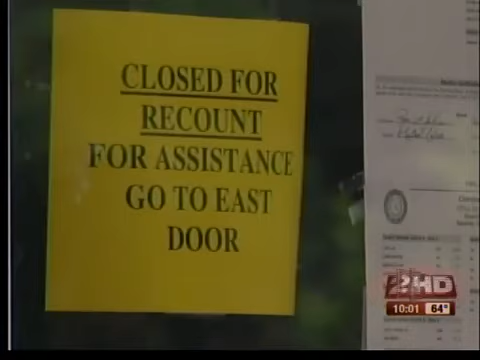 CLOSED FOR
RECOUNT
FOR ASSISTANCE
GO TO EAST
DOOR
2HD
10:01 64°